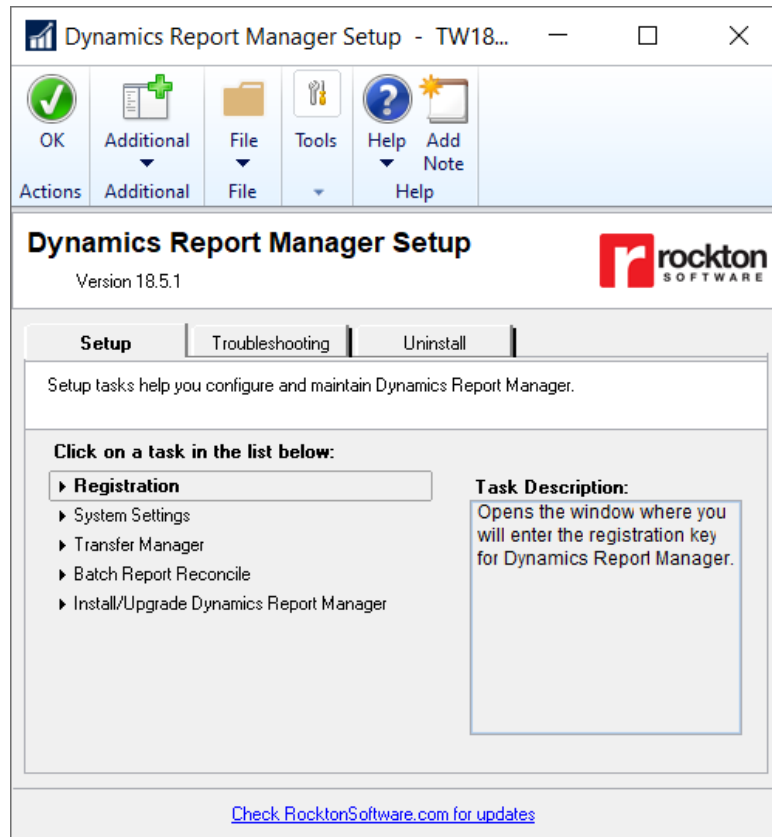 Dynamics Report Manager Setup - TW18...
OK
Additional
File
Tools
Help
Add
Note
Actions
Additional
File
Help
Dynamics Report Manager Setup
Version 18.5.1
rockton
SOFTWARE
Setup
Troubleshooting
Uninstall
Setup tasks help you configure and maintain Dynamics Report Manager.
Click on a task in the list below:
Registration
System Settings
Transfer Manager
Batch Report Reconcile
Install/Upgrade Dynamics Report Manager
Task Description:
Opens the window where you
will enter the registration key
for Dynamics Report Manager.
Check RocktonSoftware.com for updates